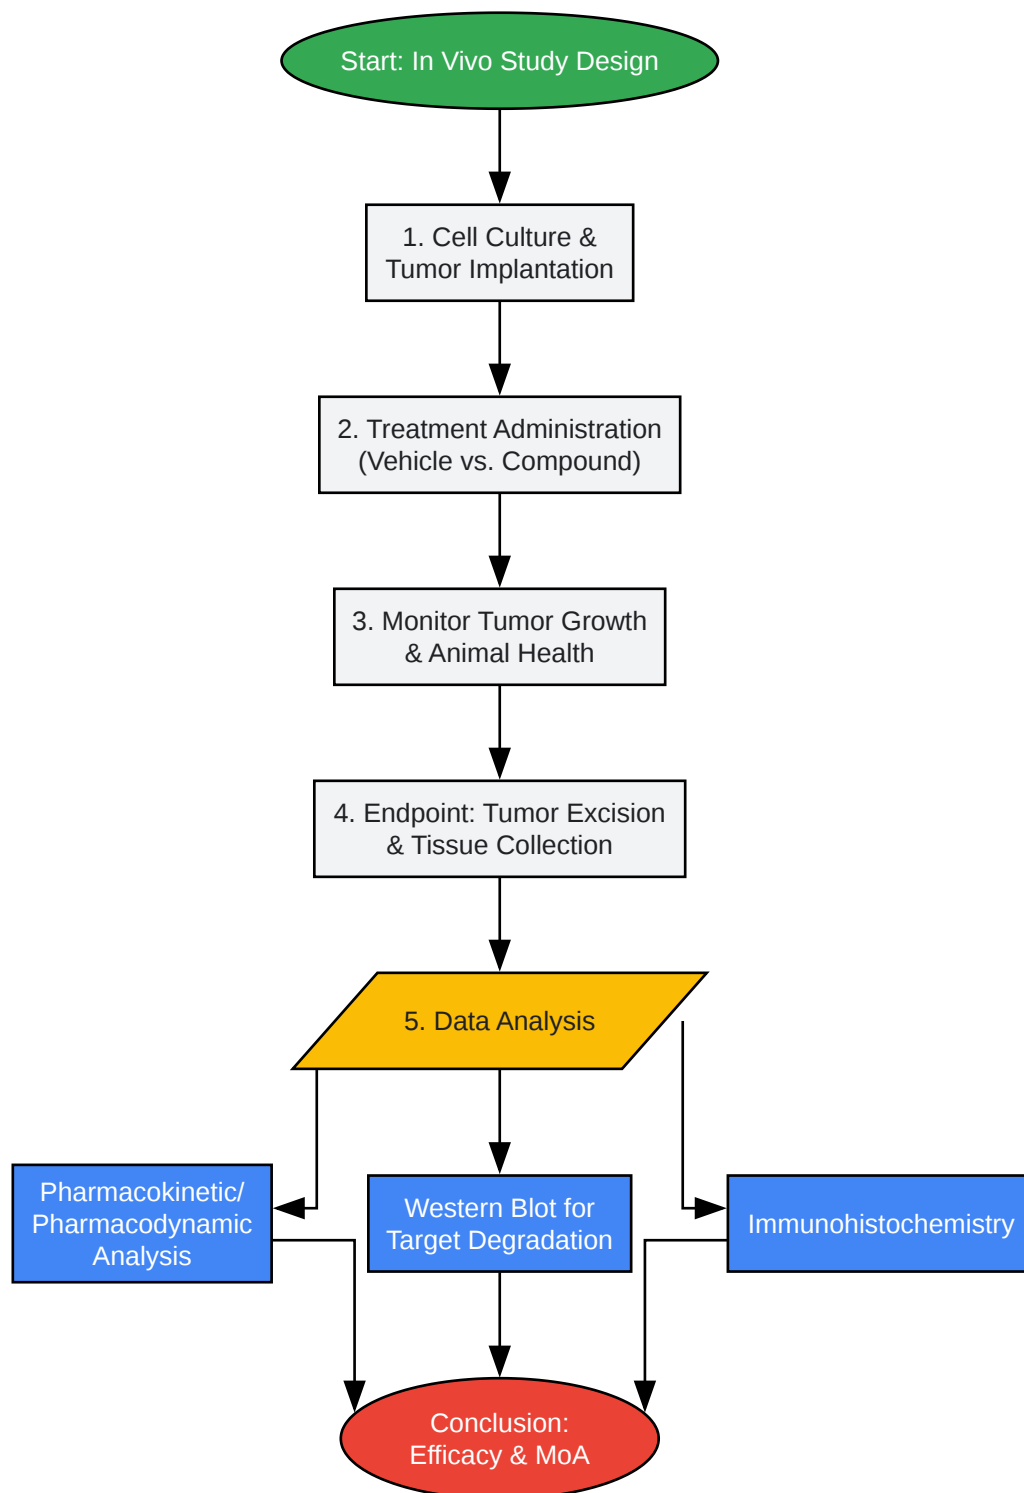 Start: In Vivo Study Design
1. Cell Culture &
Tumor Implantation
2. Treatment Administration
(Vehicle vs. Compound)
3. Monitor Tumor Growth
& Animal Health
4. Endpoint: Tumor Excision
& Tissue Collection
5. Data Analysis
Pharmacokinetic/
Pharmacodynamic
Analysis
Western Blot for
Target Degradation
Immunohistochemistry
Conclusion:
Efficacy & MoA